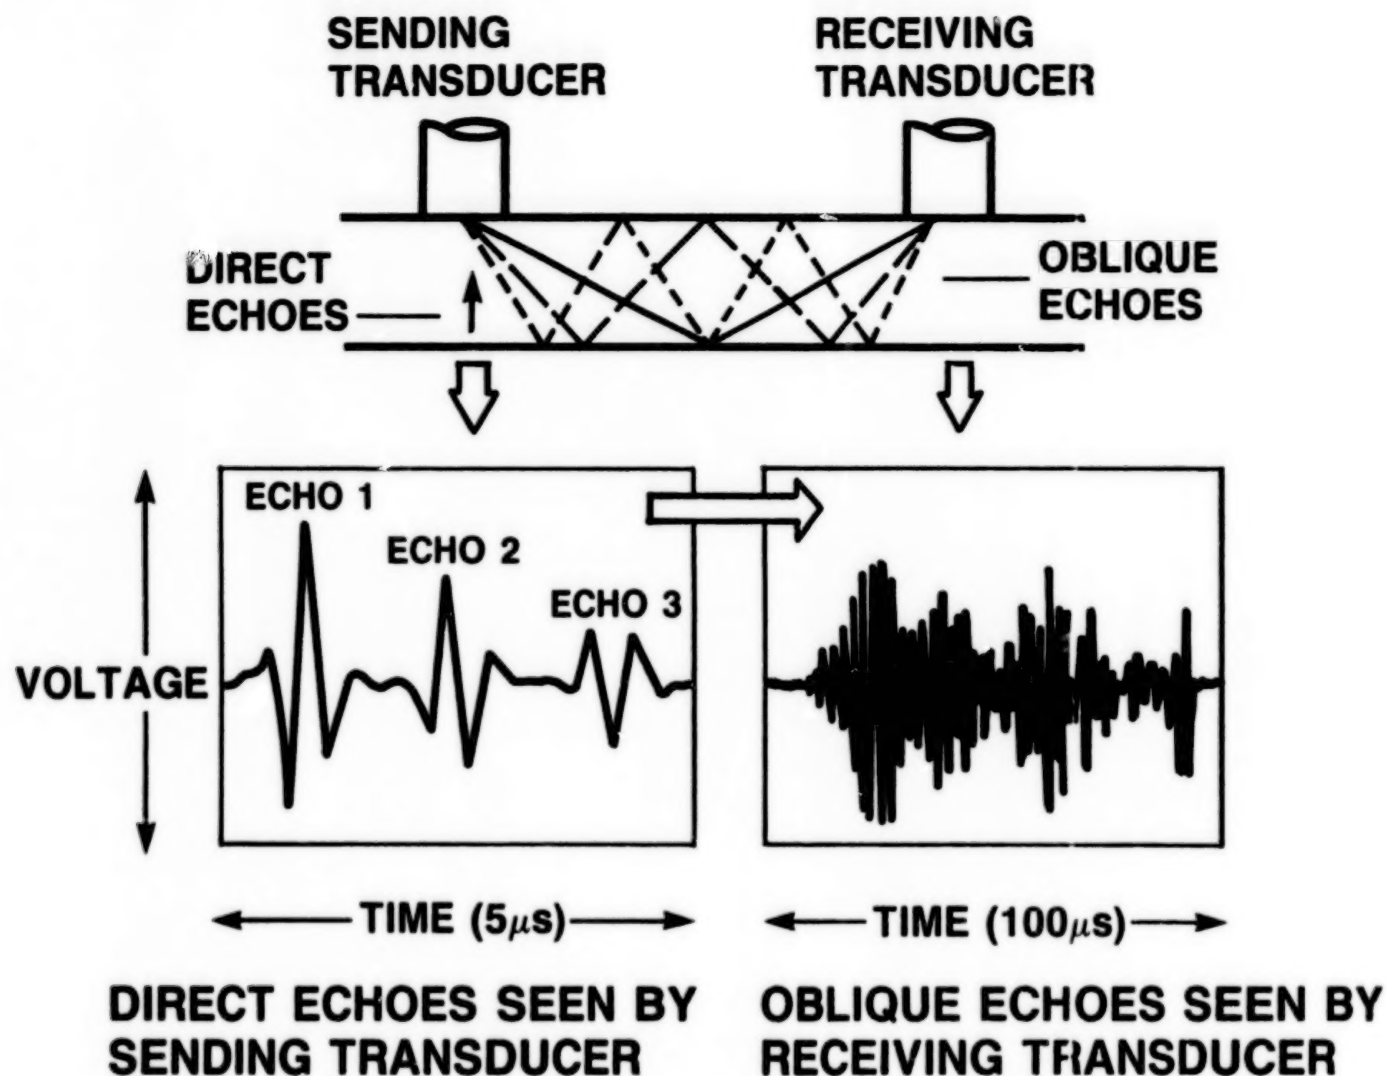 SENDING
TRANSDUCER
RECEIVING
TRANSDUCER
DIRECT
ECHOES
OBLIQUE
ECHOES
ECHO 1
ECHO 2
ECHO 3
VOLTAGE
TIME (5μs)
TIME (100μs)
DIRECT ECHOES SEEN BY
SENDING TRANSDUCER
OBLIQUE ECHOES SEEN BY
RECEIVING TRANSDUCER